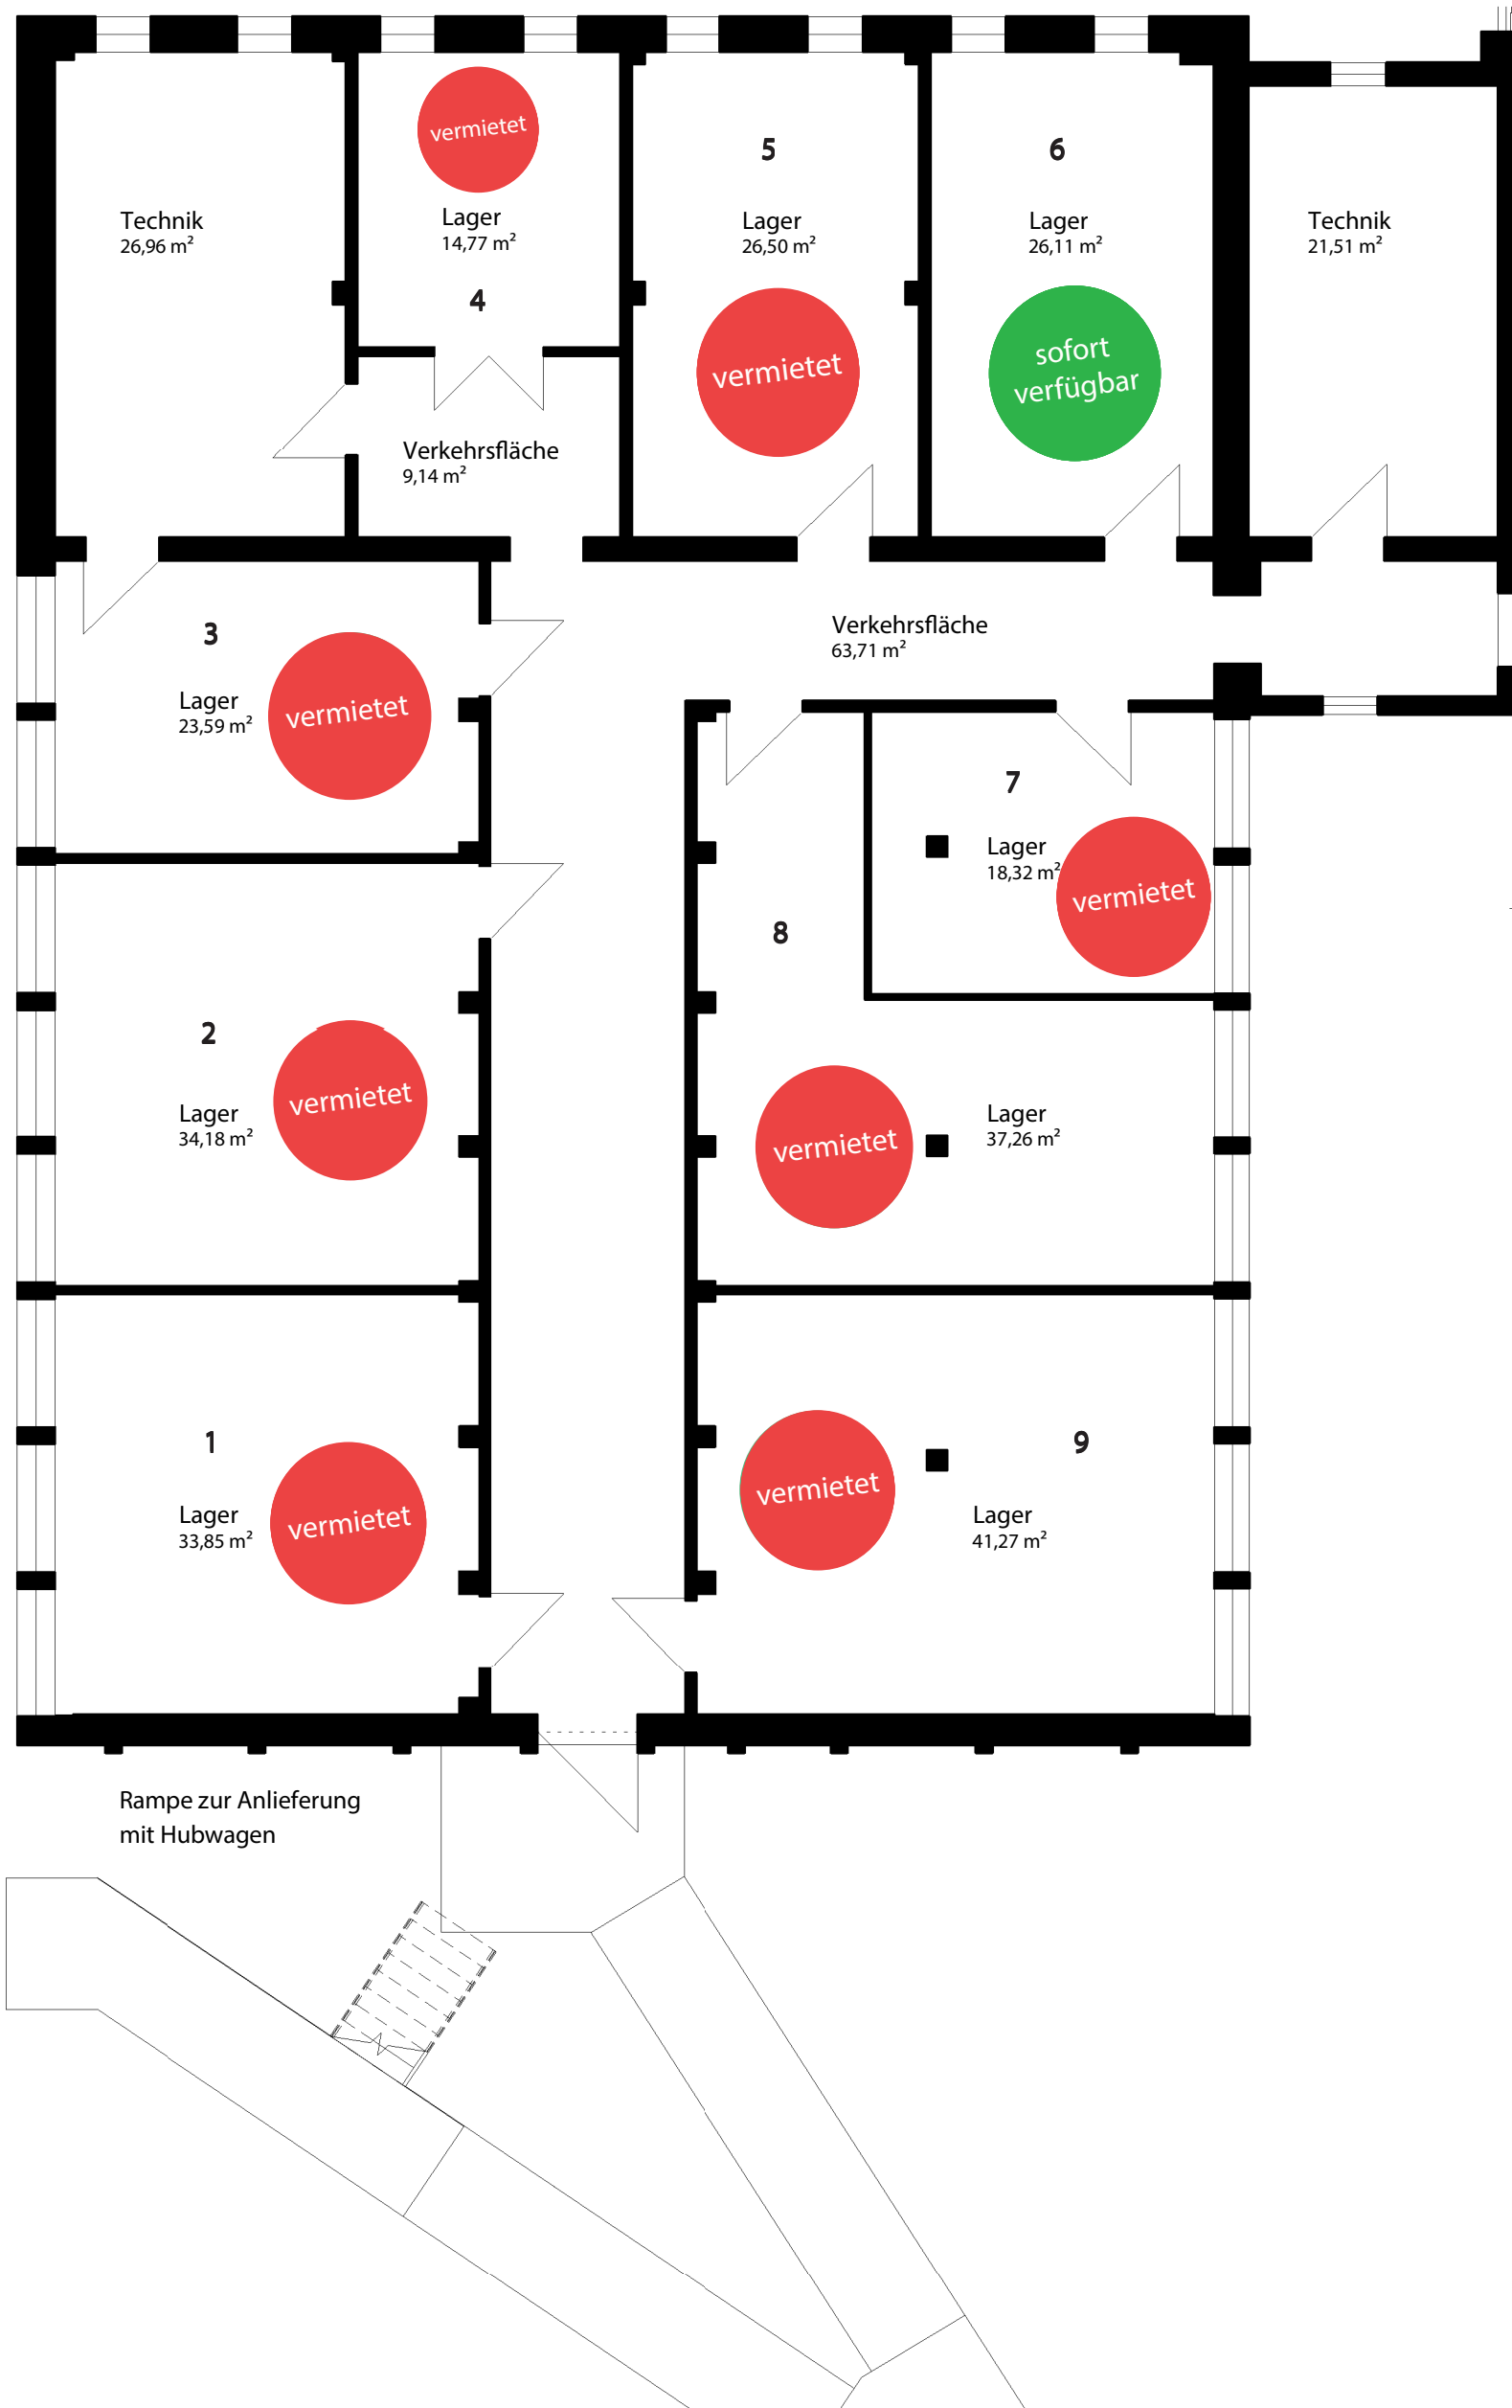 vermietet
5
6
Technik
26,96 m²
Lager
14,77 m²
Lager
26,50 m²
Lager
26,11 m²
Technik
21,51 m²
4
vermietet
sofort
verfügbar
Verkehrsfläche
9,14 m²
3
Verkehrsfläche
63,71 m²
Lager
23,59 m²
vermietet
7
Lager
18,32 m²
vermietet
8
2
vermietet
Lager
34,18 m²
vermietet
Lager
37,26 m²
1
9
vermietet
Lager
33,85 m²
vermietet
Lager
41,27 m²
Rampe zur Anlieferung
mit Hubwagen